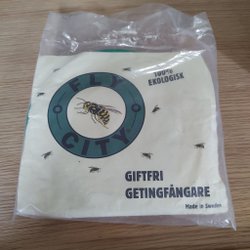 FLY
CITY
100%
EKOLOGISK
GIFTFRI
GETINGFÅNGARE
Made in Sweden